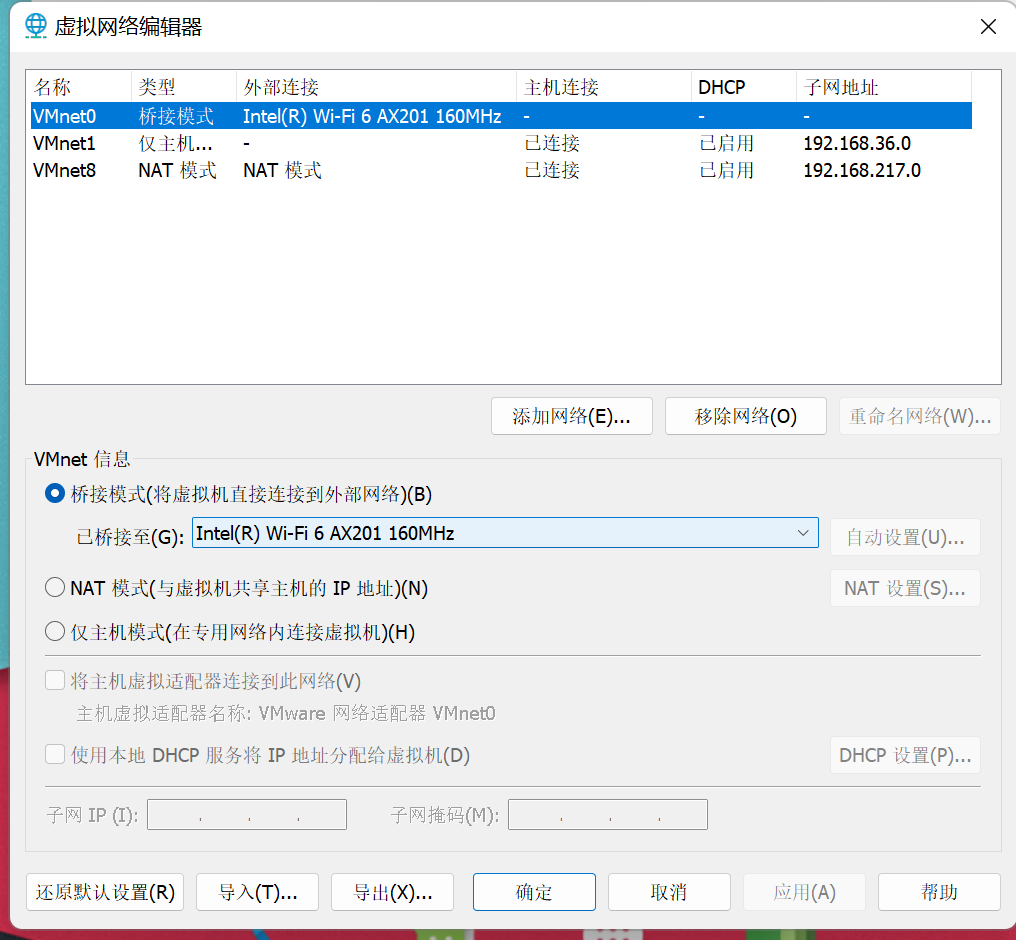 虚拟网络编辑器
名称 类型 外部连接 主机连接 DHCP 子网地址
VMnet0 桥接模式 Intel(R) Wi-Fi 6 AX201 160MHz - - -
VMnet1 仅主机... - 已连接 已启用 192.168.36.0
VMnet8 NAT 模式 NAT 模式 已连接 已启用 192.168.217.0
添加网络(E)... 移除网络(O) 重命名网络(W)...
VMnet 信息
桥接模式(将虚拟机直接连接到外部网络)(B)
已桥接至(G): Intel(R) Wi-Fi 6 AX201 160MHz 自动设置(U)...
NAT 模式(与虚拟机共享主机的 IP 地址)(N) NAT 设置(S)...
仅主机模式(在专用网络内连接虚拟机)(H)
将主机虚拟适配器连接到此网络(V)
主机虚拟适配器名称: VMware 网络适配器 VMnet0
使用本地 DHCP 服务将 IP 地址分配给虚拟机(D) DHCP 设置(P)...
子网 IP (I): . . . 子网掩码(M): . . .
还原默认设置(R) 导入(T)... 导出(X)... 确定 取消 应用(A) 帮助